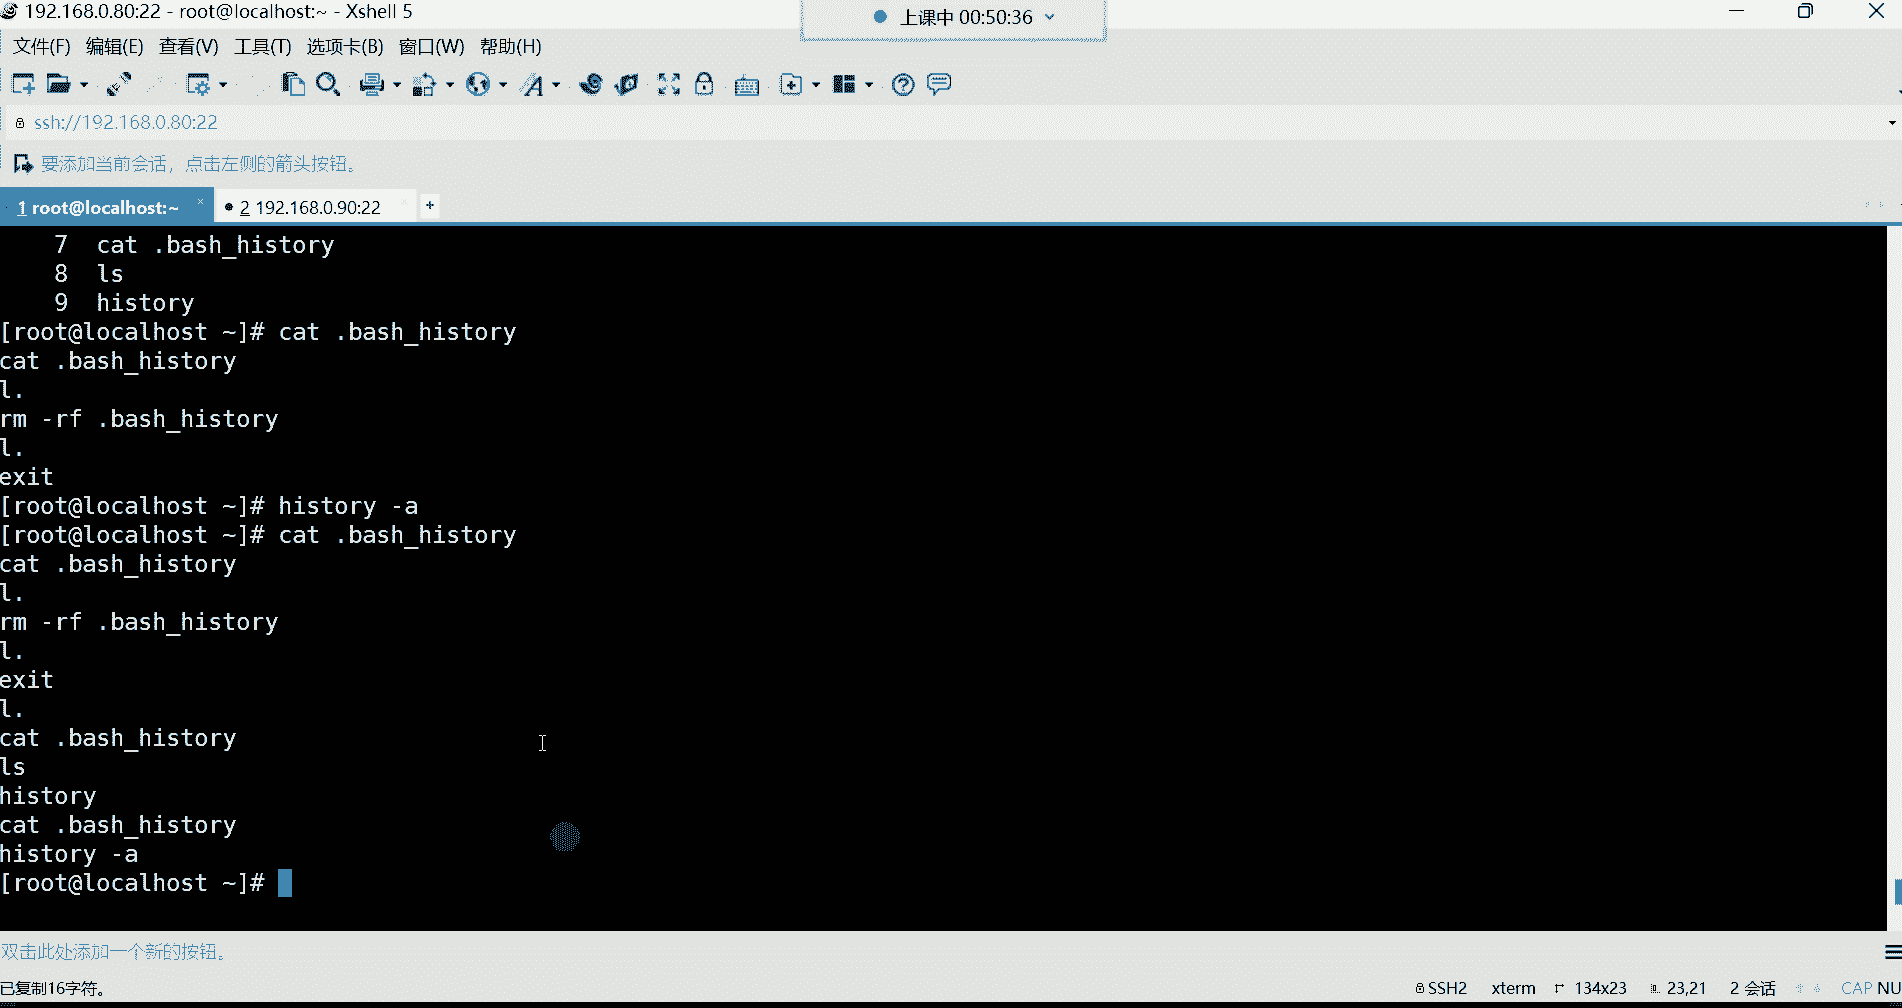 192.168.0.80:22 - root@localhost:~ - Xshell 5
上课中 00:50:36
文件(F) 编辑(E) 查看(V) 工具(T) 选项卡(B) 窗口(W) 帮助(H)
ssh://192.168.0.80:22
要添加当前会话，点击左侧的箭头按钮。
1 root@localhost:~ × 2 192.168.0.90:22 +
7 cat .bash_history
8 ls
9 history
[root@localhost ~]# cat .bash_history
cat .bash_history
l.
rm -rf .bash_history
l.
exit
[root@localhost ~]# history -a
[root@localhost ~]# cat .bash_history
cat .bash_history
l.
rm -rf .bash_history
l.
exit
l.
cat .bash_history
ls
history
cat .bash_history
history -a
[root@localhost ~]#
双击此处添加一个新的按钮。
已复制16字符。 SSH2 xterm 134x23 23,21 2 会话 CAP NU